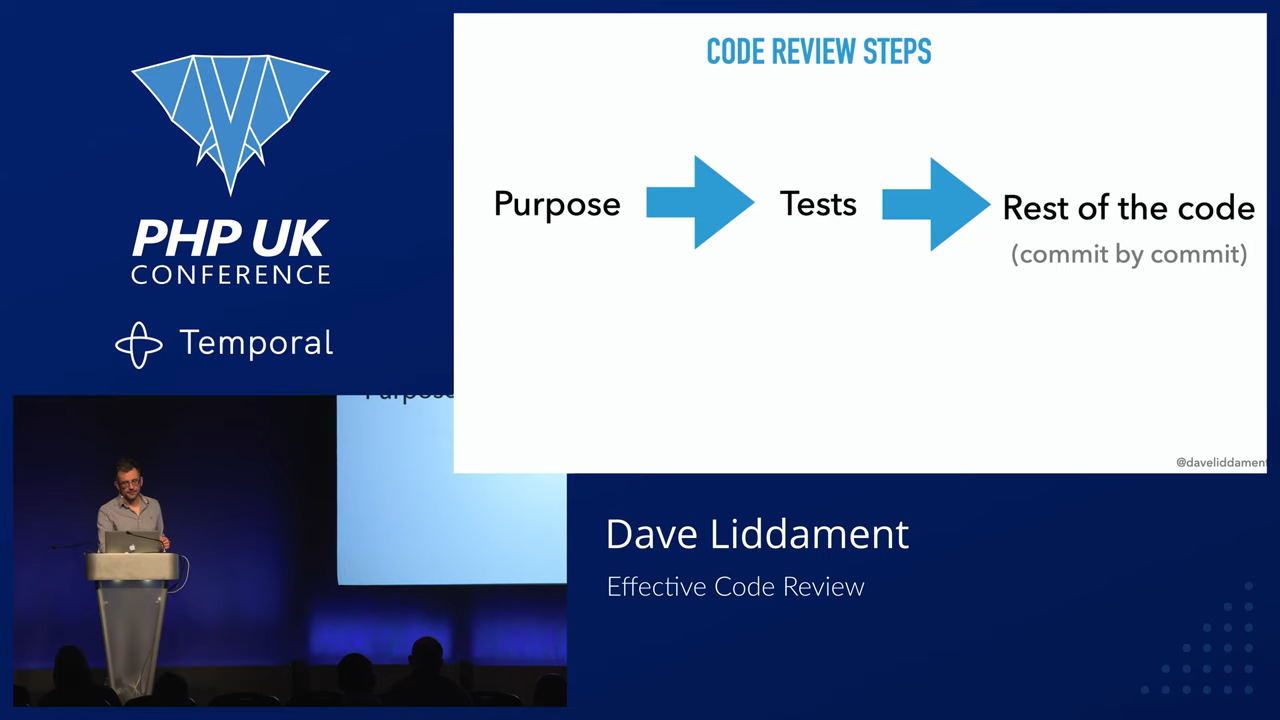 CODE REVIEW STEPS
Purpose
Tests
Rest of the code
(commit by commit)
@daveliddament
PHP UK
CONFERENCE
Temporal
Purpose
Dave Liddament
Effective Code Review